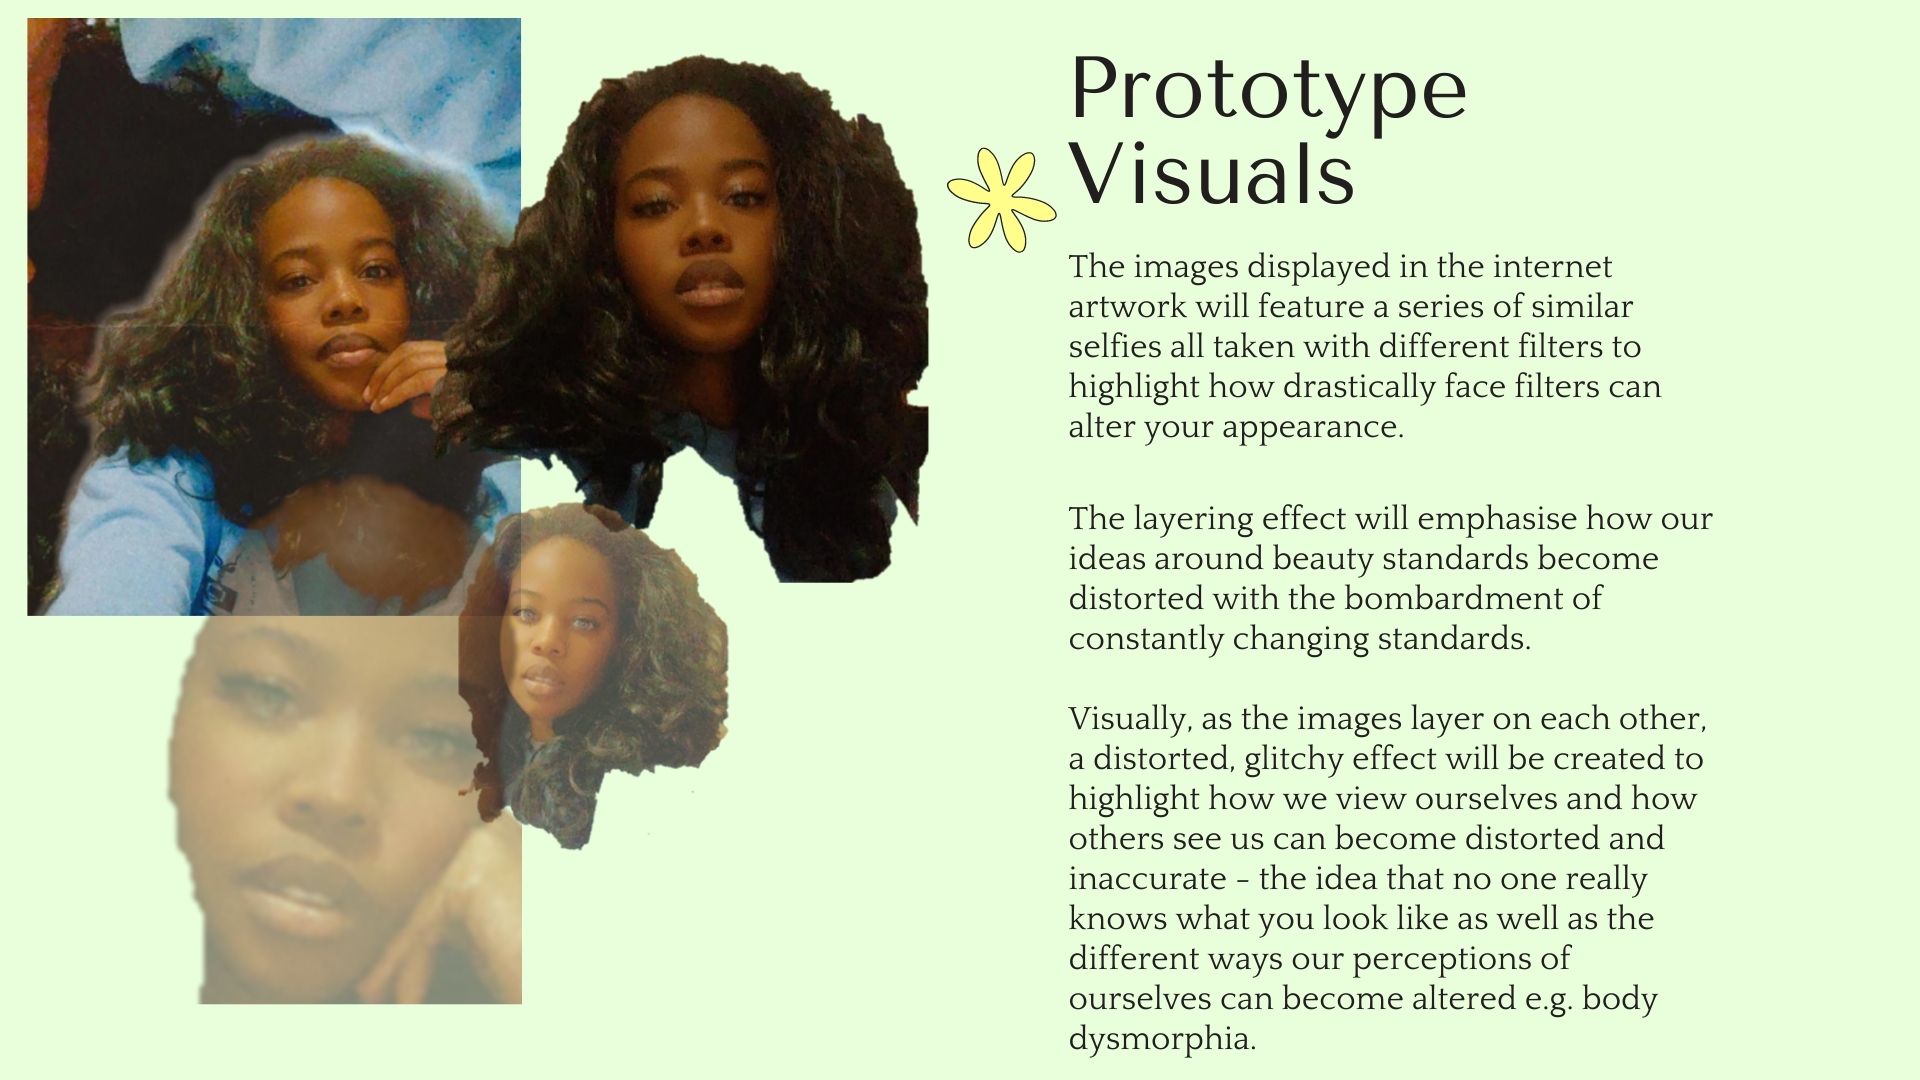 Prototype
Visuals
The images displayed in the internet
artwork will feature a series of similar
selfies all taken with different filters to
highlight how drastically face filters can
alter your appearance.
The layering effect will emphasise how our
ideas around beauty standards become
distorted with the bombardment of
constantly changing standards.
Visually, as the images layer on each other,
a distorted, glitchy effect will be created to
highlight how we view ourselves and how
others see us can become distorted and
inaccurate - the idea that no one really
knows what you look like as well as the
different ways our perceptions of
ourselves can become altered e.g. body
dysmorphia.